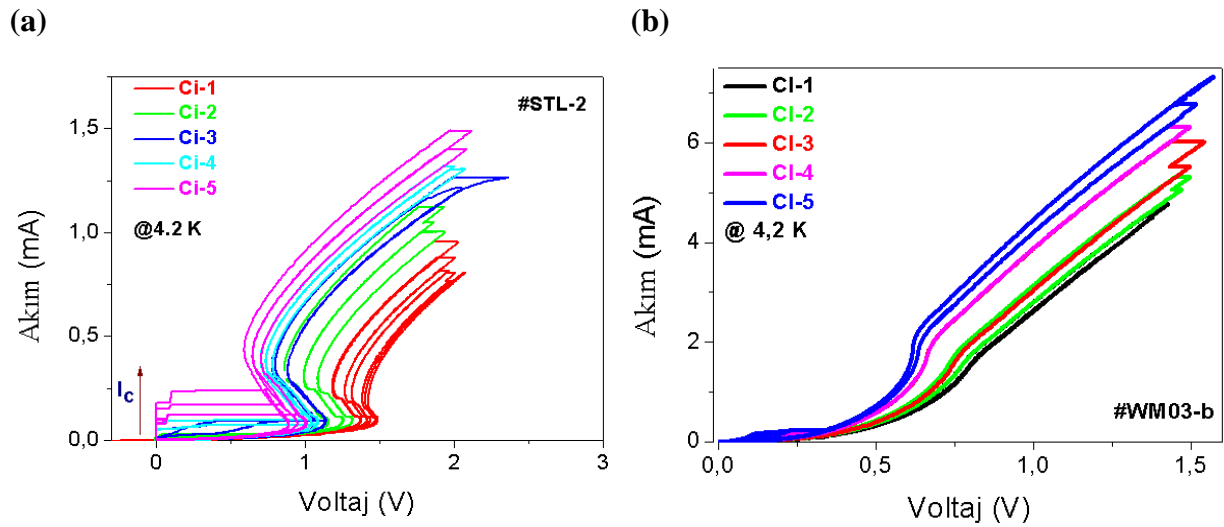 (a)
Ci-1
Ci-2
Ci-3
Ci-4
Ci-5
#STL-2
@4.2 K
I_C
1,5
1,0
0,5
0,0
0
1
2
3
Akım (mA)
Voltaj (V)
(b)
CI-1
CI-2
CI-3
CI-4
CI-5
@ 4,2 K
#WM03-b
6
4
2
0
0,0
0,5
1,0
1,5
Akım (mA)
Voltaj (V)